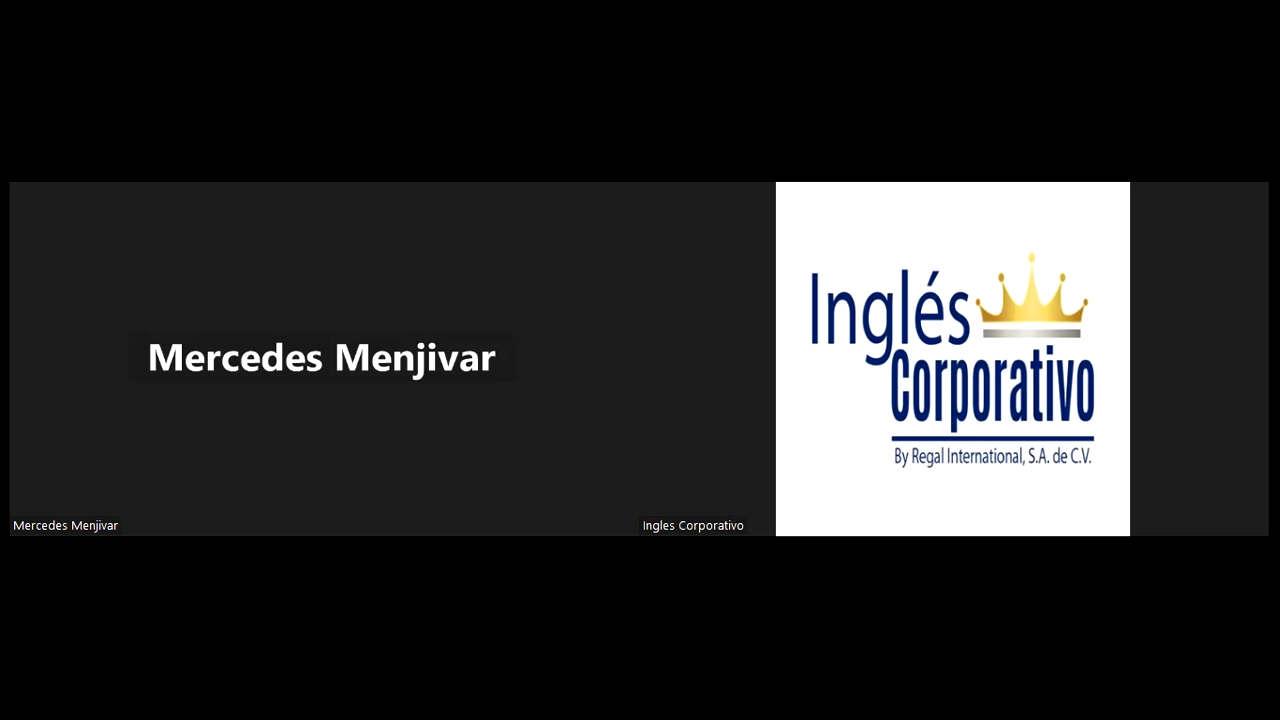 Mercedes Menjivar
Mercedes Menjivar
Ingles Corporativo
Inglés
Corporativo
By Regal International, S.A. de C.V.